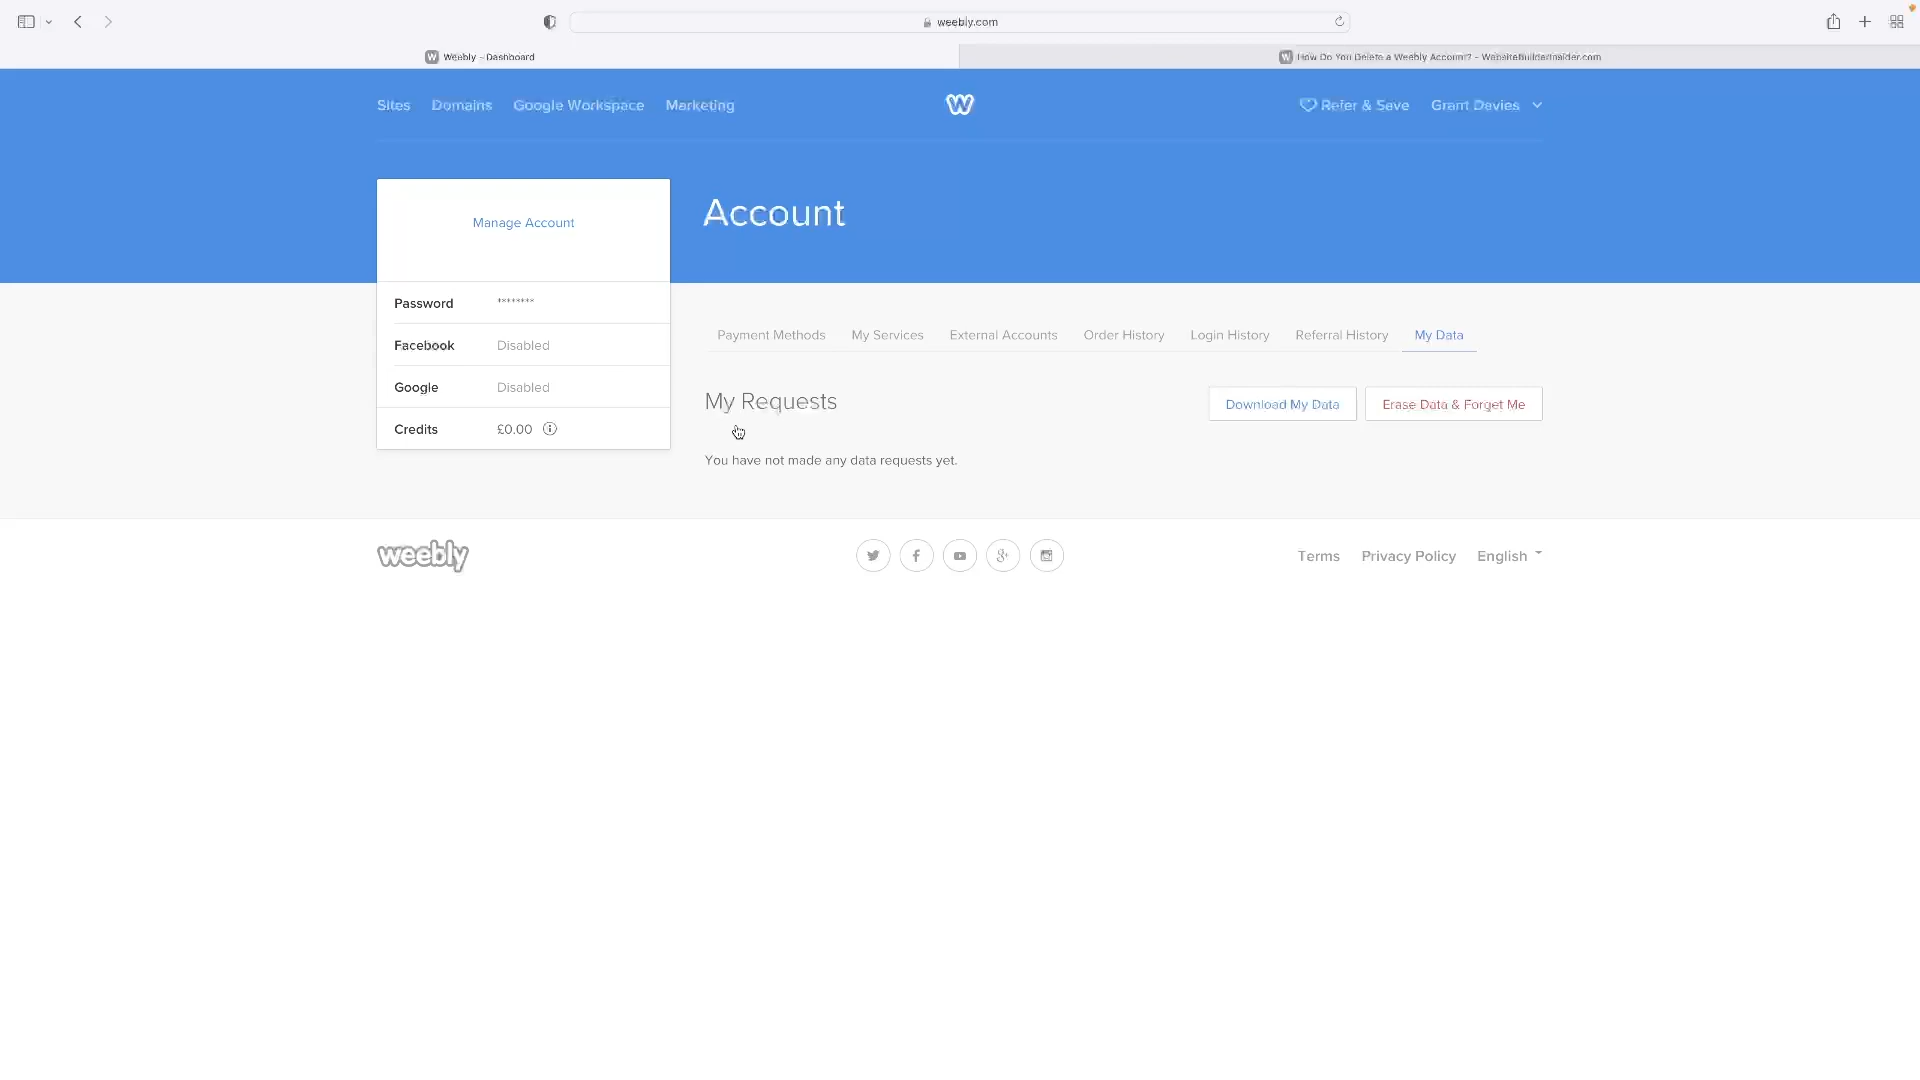 weebly.com
Weebly - Dashboard
How Do You Delete a Weebly Account? - WebsiteBuilderInsider.com
Sites Domains Google Workspace Marketing
W
Refer & Save Grant Davies
Manage Account
Account
Password *******
Facebook Disabled
Google Disabled
Credits £0.00
Payment Methods My Services External Accounts Order History Login History Referral History My Data
My Requests
Download My Data Erase Data & Forget Me
You have not made any data requests yet.
weebly
Terms Privacy Policy English